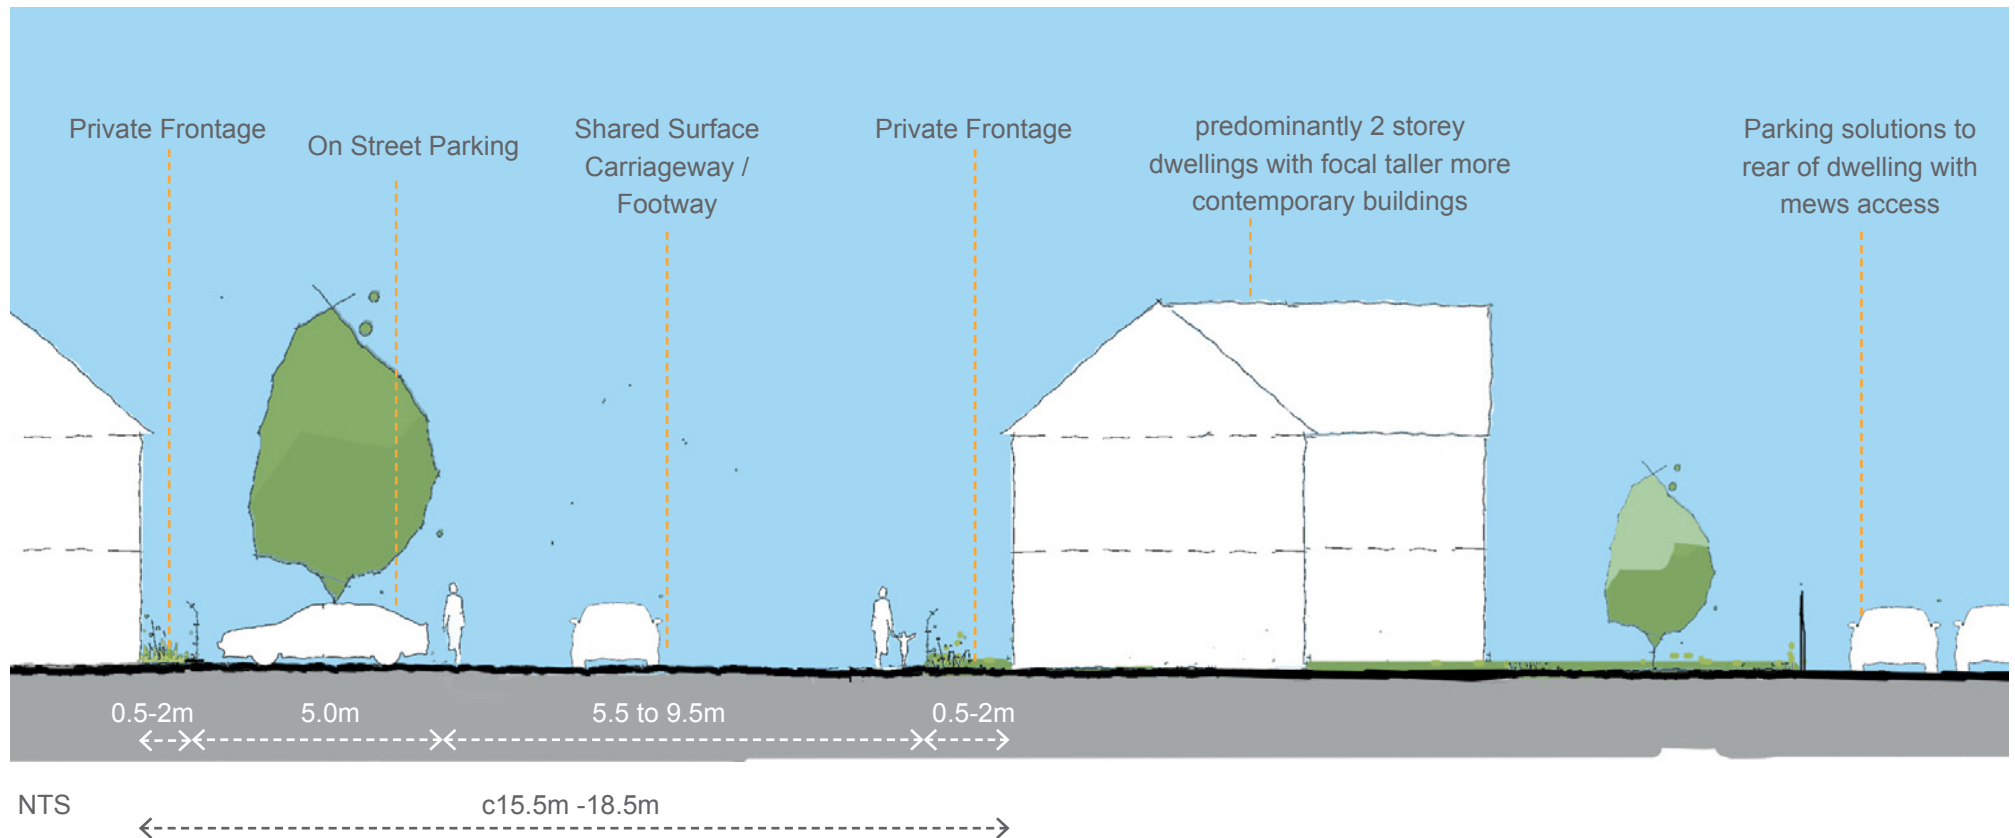 Private Frontage
On Street Parking
Shared Surface
Carriageway /
Footway
Private Frontage
predominantly 2 storey
dwellings with focal taller more
contemporary buildings
Parking solutions to
rear of dwelling with
mews access
0.5-2m
5.0m
5.5 to 9.5m
0.5-2m
NTS
c15.5m -18.5m